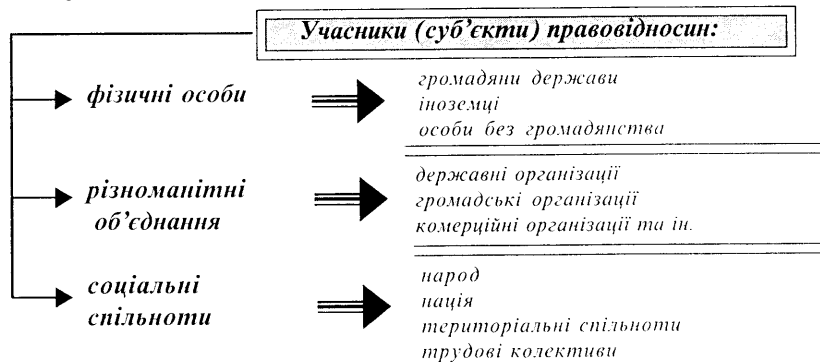 Учасники (суб’єкти) правовідносин:
фізичні особи
громадяни держави
іноземці
особи без громадянства
різноманітні
об’єднання
державні організації
громадські організації
комерційні організації та ін.
соціальні
спільноти
народ
нація
територіальні спільноти
трудові колективи